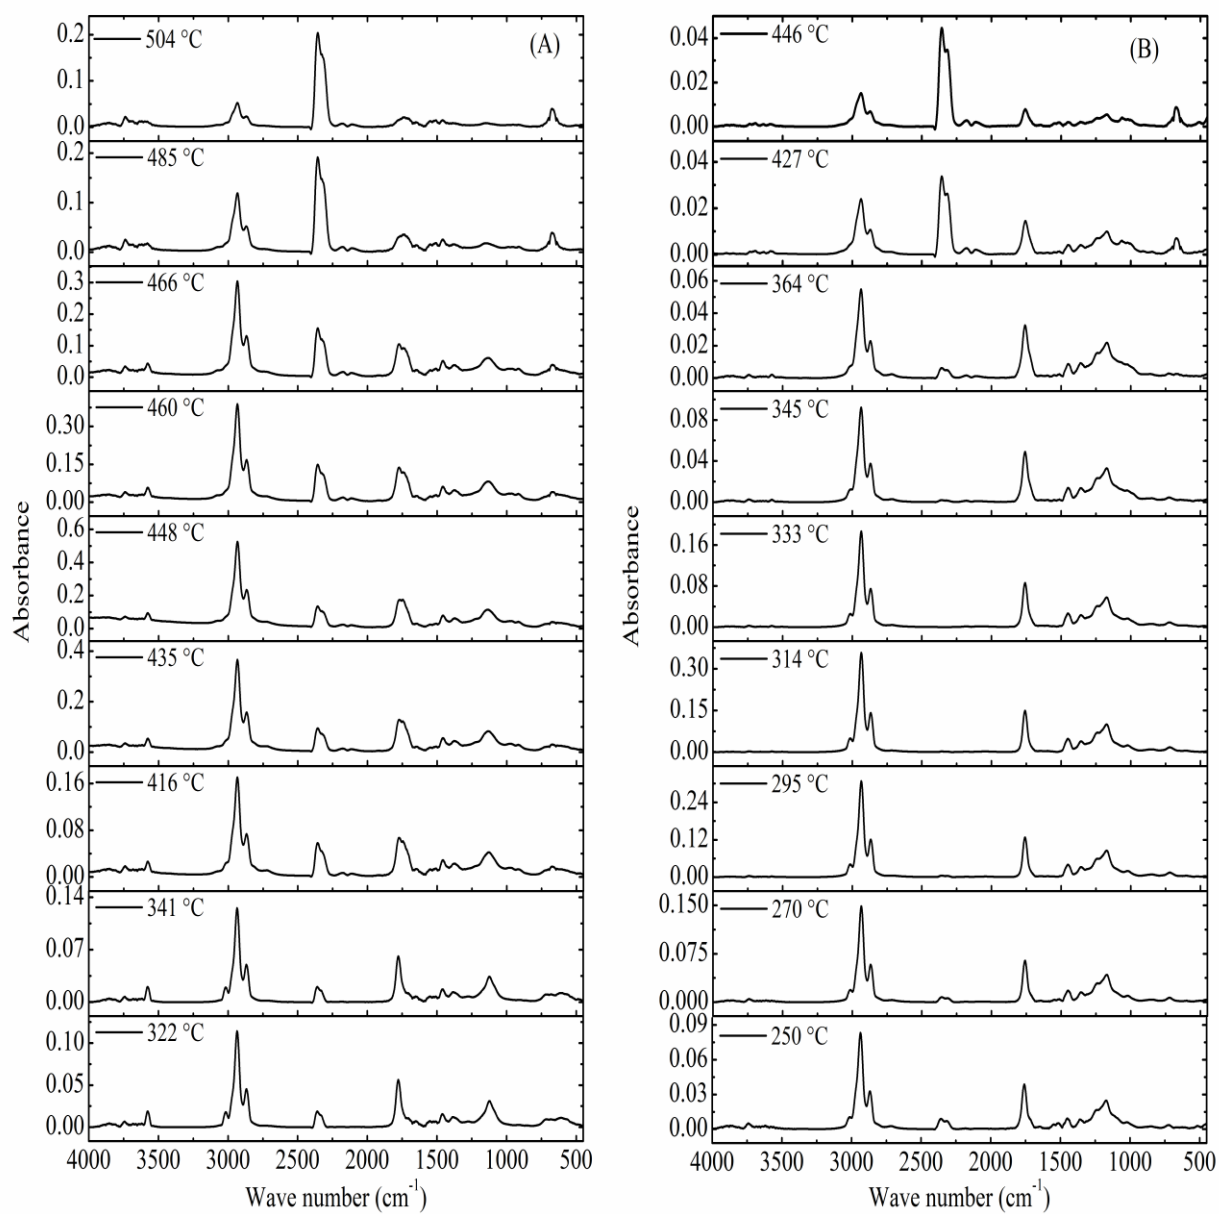 (A)
504 °C
0.2
0.1
0.0
485 °C
0.2
0.1
0.0
466 °C
0.3
0.2
0.1
0.0
460 °C
0.30
0.15
0.00
448 °C
0.6
0.4
0.2
0.0
435 °C
0.4
0.2
0.0
416 °C
0.16
0.08
0.00
341 °C
0.14
0.07
0.00
322 °C
0.10
0.05
0.00
4000 3500 3000 2500 2000 1500 1000 500
Wave number (cm-1)
Absorbance
(B)
446 °C
0.04
0.02
0.00
427 °C
0.04
0.02
0.00
364 °C
0.06
0.04
0.02
0.00
345 °C
0.08
0.04
0.00
333 °C
0.16
0.08
0.00
314 °C
0.30
0.15
0.00
295 °C
0.24
0.12
0.00
270 °C
0.150
0.075
0.000
250 °C
0.09
0.06
0.03
0.00
4000 3500 3000 2500 2000 1500 1000 500
Wave number (cm-1)
Absorbance